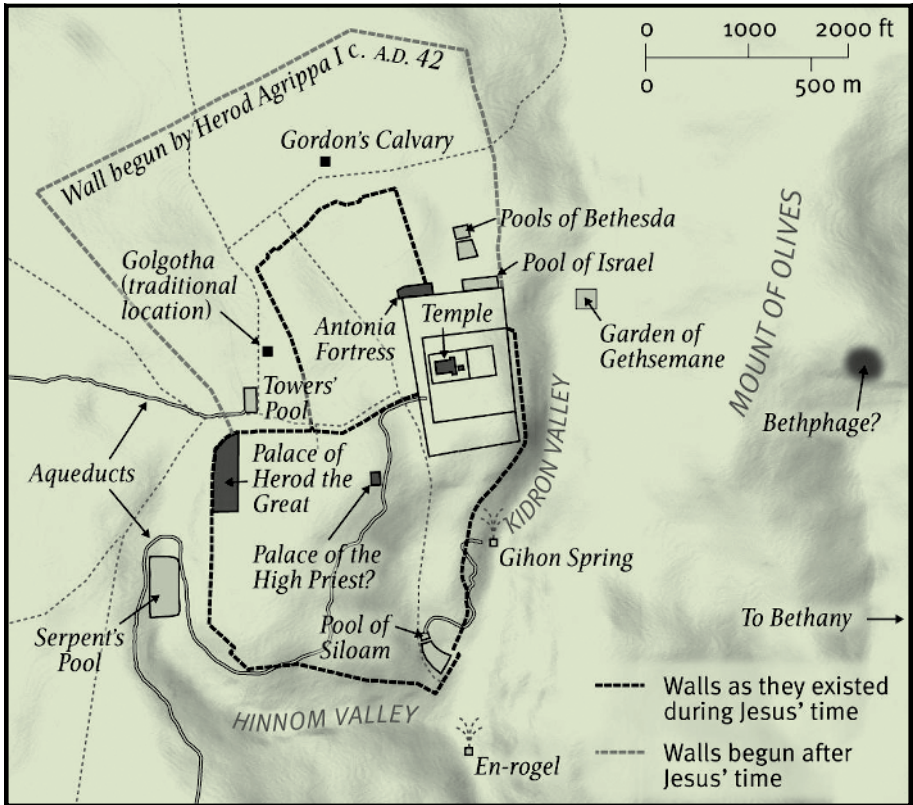 0 1000 2000 ft
0 500 m
Wall begun by Herod Agrippa I c. A.D. 42
Gordon's Calvary
Pools of Bethesda
Pool of Israel
Golgotha
(traditional
location)
Antonia
Fortress
Temple
Garden of
Gethsemane
MOUNT OF OLIVES
Bethphage?
Towers'
Pool
Aqueducts
Palace of
Herod the
Great
KIDRON VALLEY
Palace of the
High Priest?
Gihon Spring
Serpent's
Pool
Pool of
Siloam
To Bethany
HINNOM VALLEY
En-rogel
Walls as they existed
during Jesus' time
Walls begun after
Jesus' time